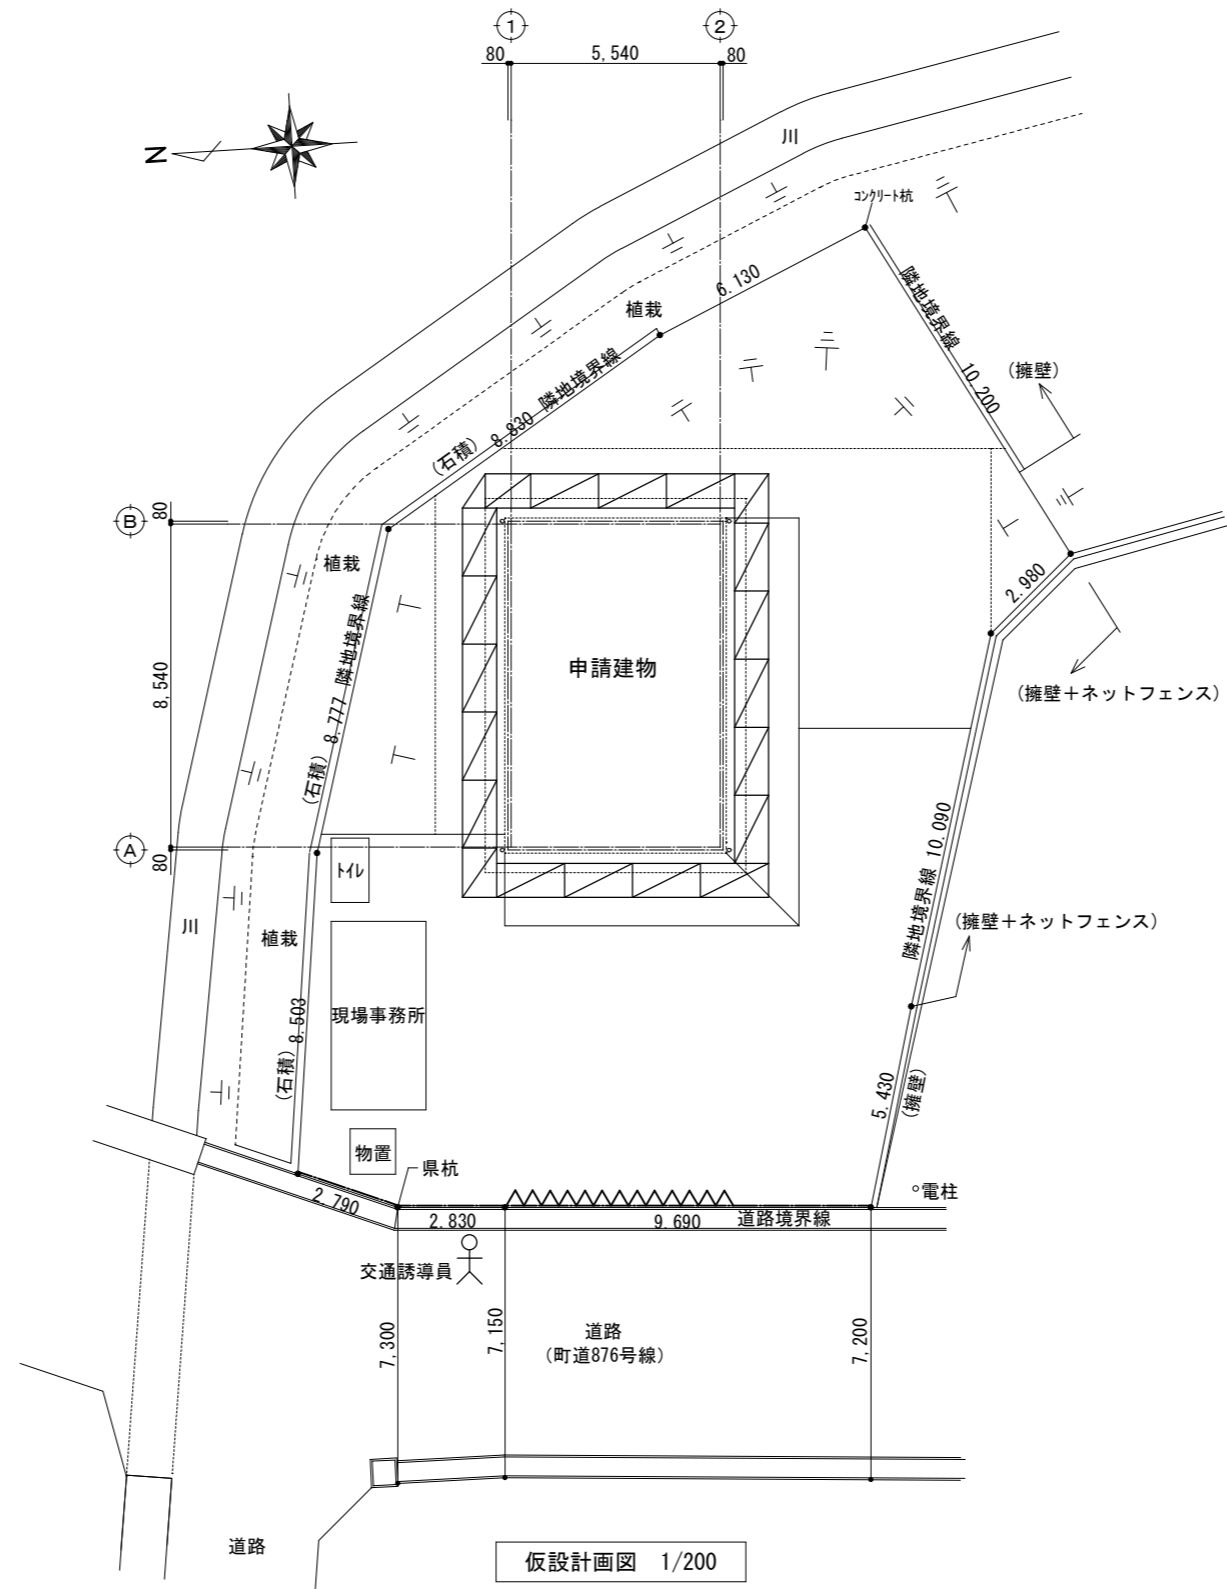 1
2
80
5,540
80
N
川
コンクリート杭
隣地境界線 10.200
6.130
植栽
(擁壁)
(石積) 8.830 隣地境界線
B
80
植栽
2.980
申請建物
8,540
(石積) 8.777 隣地境界線
(擁壁+ネットフェンス)
隣地境界線 10.090
A
80
トイレ
川
植栽
(擁壁+ネットフェンス)
現場事務所
(石積) 8.503
5.430
(擁壁)
物置
県杭
電柱
2.790
2.830
9.690
道路境界線
交通誘導員
7,300
7,150
道路
(町道876号線)
7,200
道路
仮設計画図 1/200